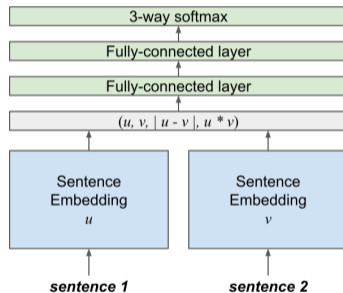 3-way softmax
Fully-connected layer
Fully-connected layer
(u, v, | u - v |, u * v)
Sentence
Embedding
u
Sentence
Embedding
v
sentence 1
sentence 2